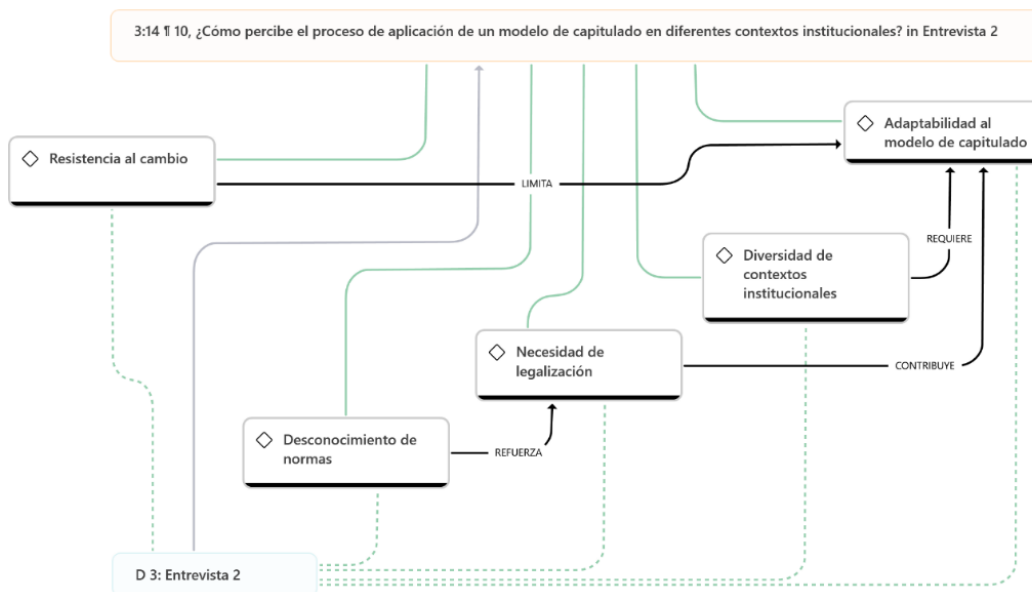 3:14 ¶ 10, ¿Cómo percibe el proceso de aplicación de un modelo de capitulado en diferentes contextos institucionales? in Entrevista 2
Adaptabilidad al
modelo de capitulado
Resistencia al cambio
LIMITA
REQUIERE
Diversidad de
contextos
institucionales
Necesidad de
legalización
CONTRIBUYE
Desconocimiento de
normas
REFUERZA
D 3: Entrevista 2